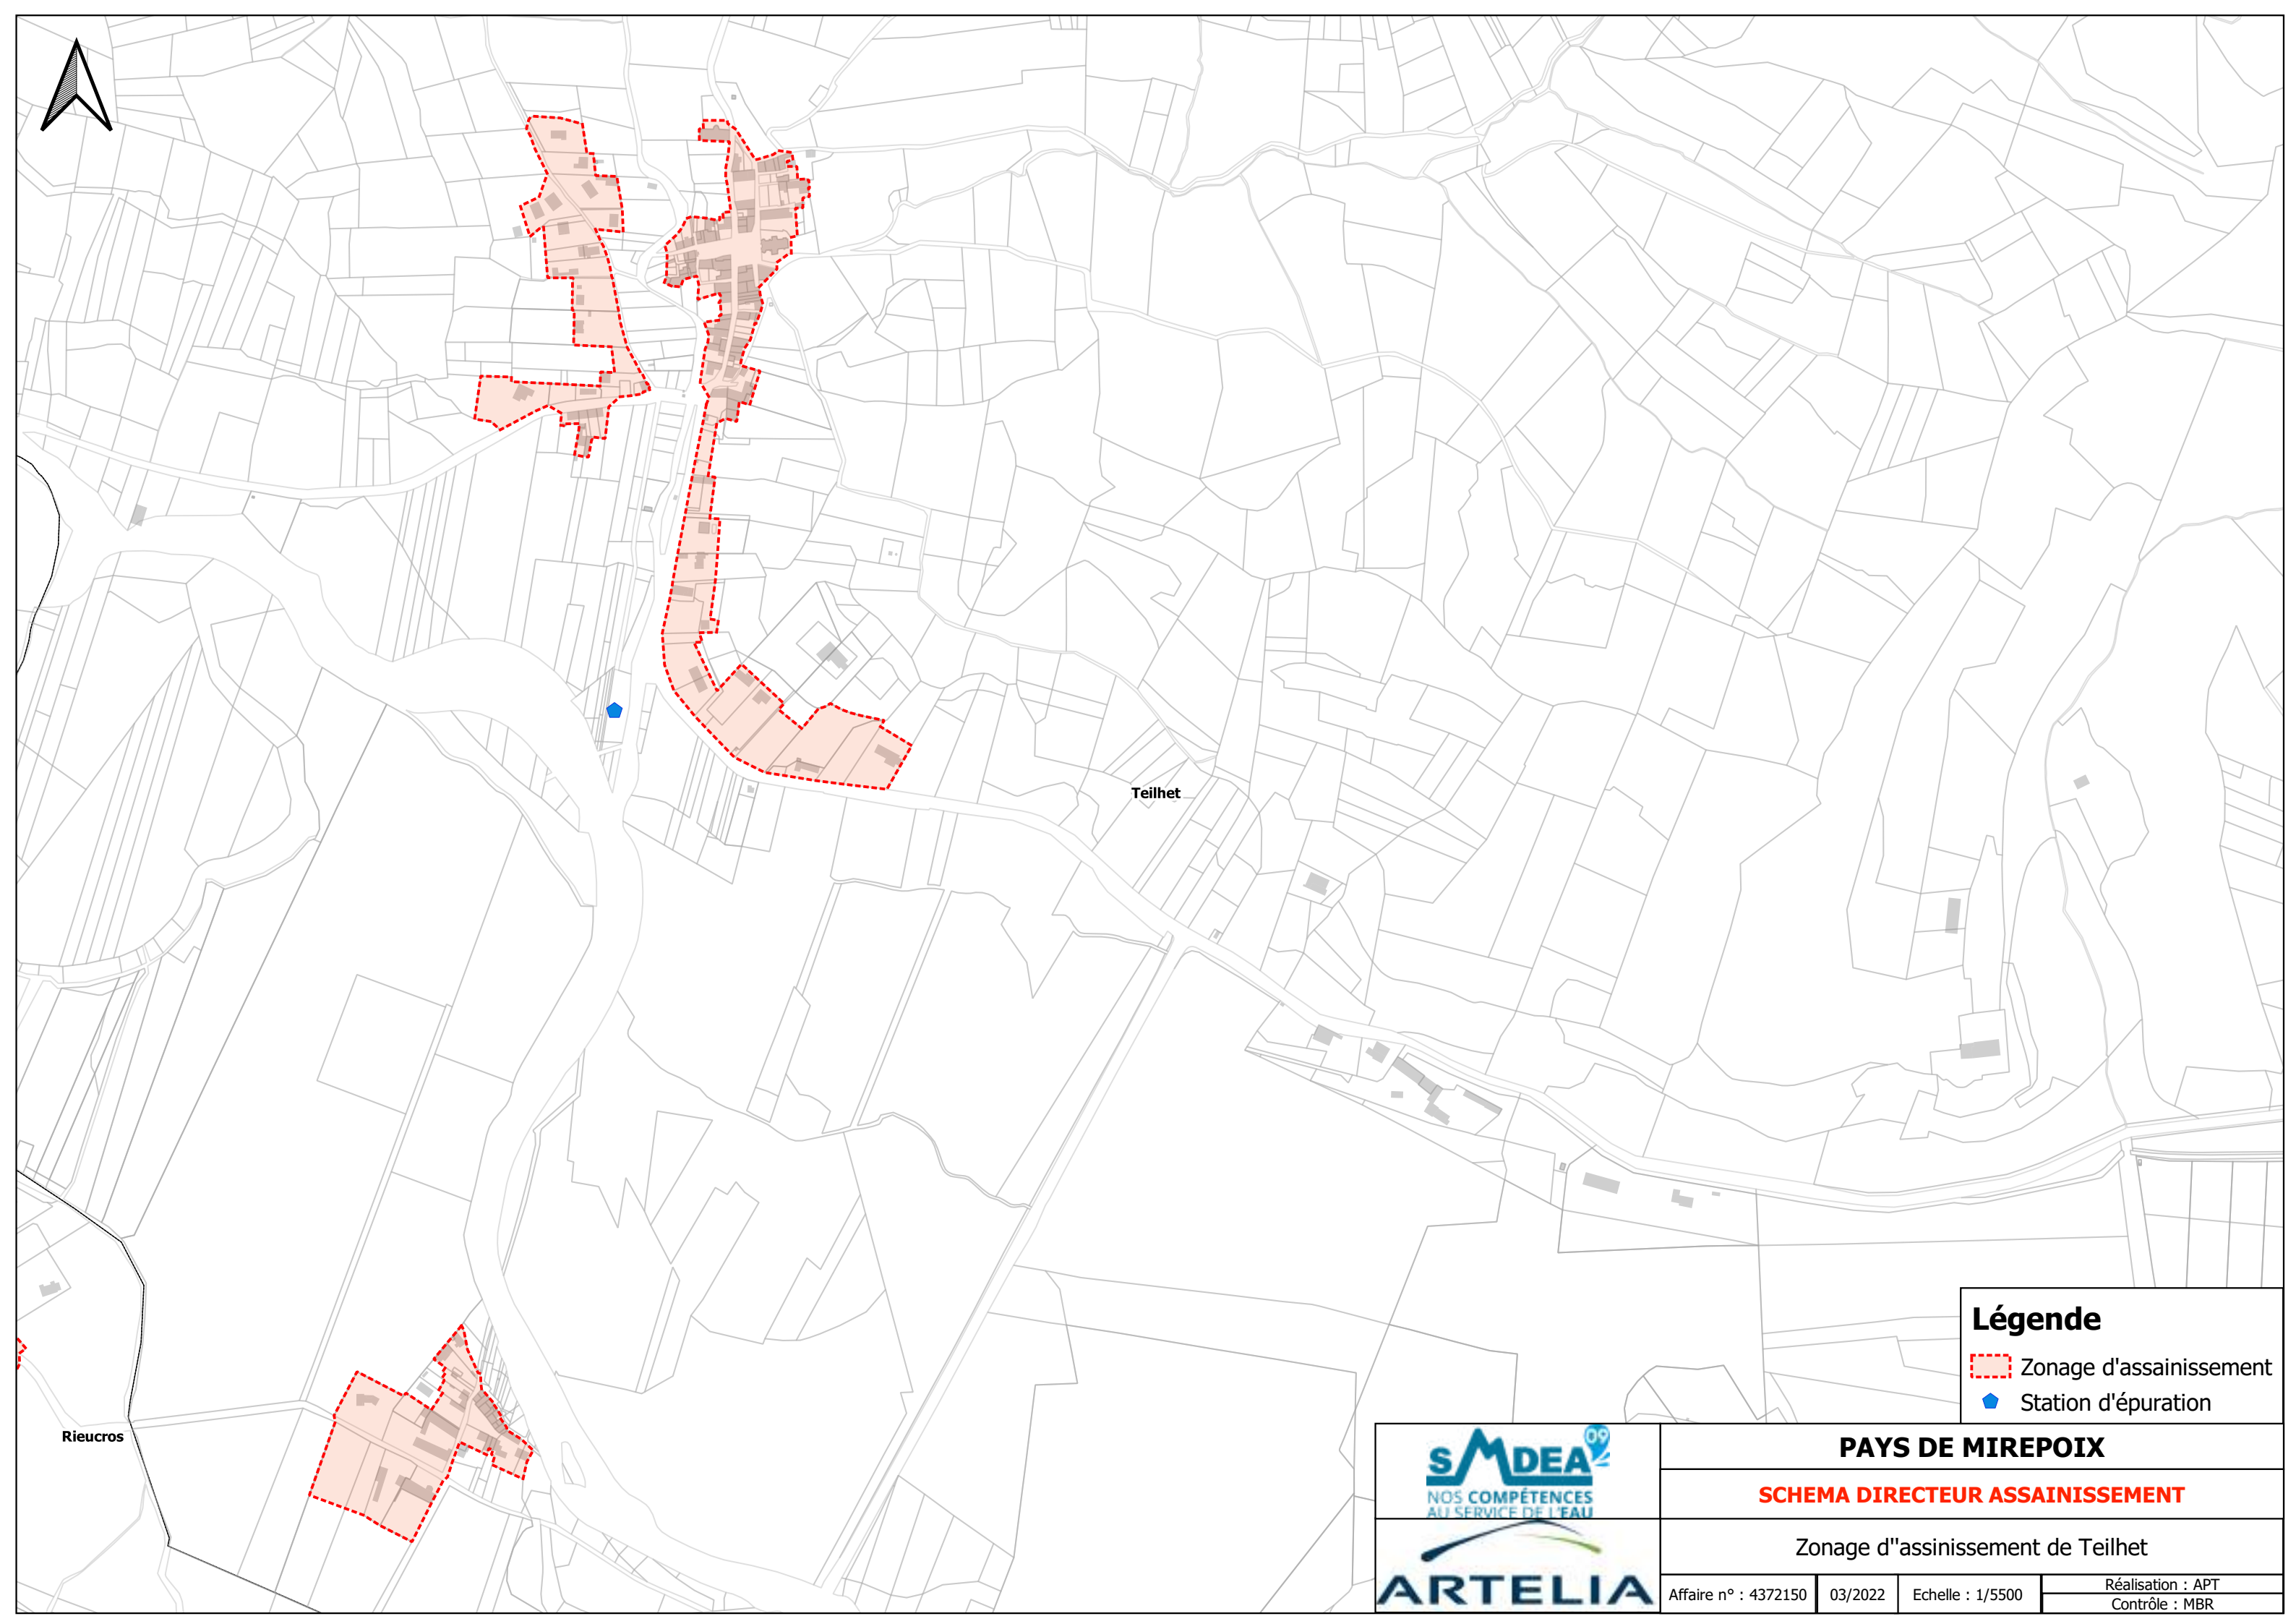 Teilhet
Rieucros
Légende
Zonage d'assainissement
Station d'épuration
SMDEA 09
NOS COMPÉTENCES
AU SERVICE DE L'EAU
ARTELIA
PAYS DE MIREPOIX
SCHEMA DIRECTEUR ASSAINISSEMENT
Zonage d''assinissement de Teilhet
Affaire n° : 4372150
03/2022
Echelle : 1/5500
Réalisation : APT
Contrôle : MBR